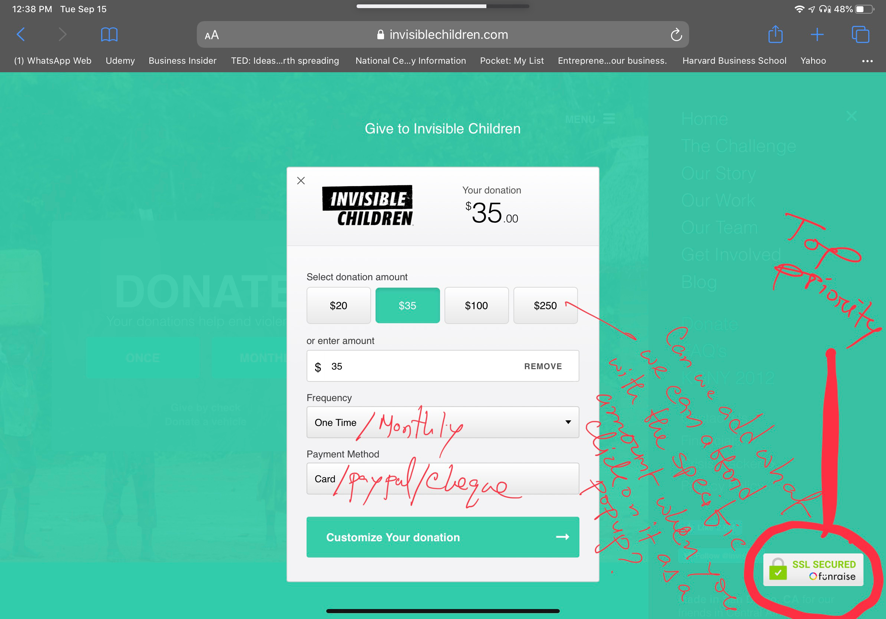 12:38 PM Tue Sep 15
48%
AA
invisiblechildren.com
(1) WhatsApp Web Udemy Business Insider TED: Ideas...rth spreading National Ce...y Information Pocket: My List Entreprene...our business. Harvard Business School Yahoo
Give to Invisible Children
MENU
Home
The Challenge
Our Story
Our Work
Our Team
Get Involved
Blog
INVISIBLE
CHILDREN
Your donation
$35.00
Select donation amount
$20 $35 $100 $250
or enter amount
$ 35 REMOVE
Frequency
One Time /Monthly
Payment Method
Card /paypal/Cheque
Customize Your donation
DONATE
Your donations help end violen
ONCE
MONTH
Top
Priority
Can we add what
we can afford
with the specific
amount when I
click on it as a
popup?
SSL SECURED
funraise